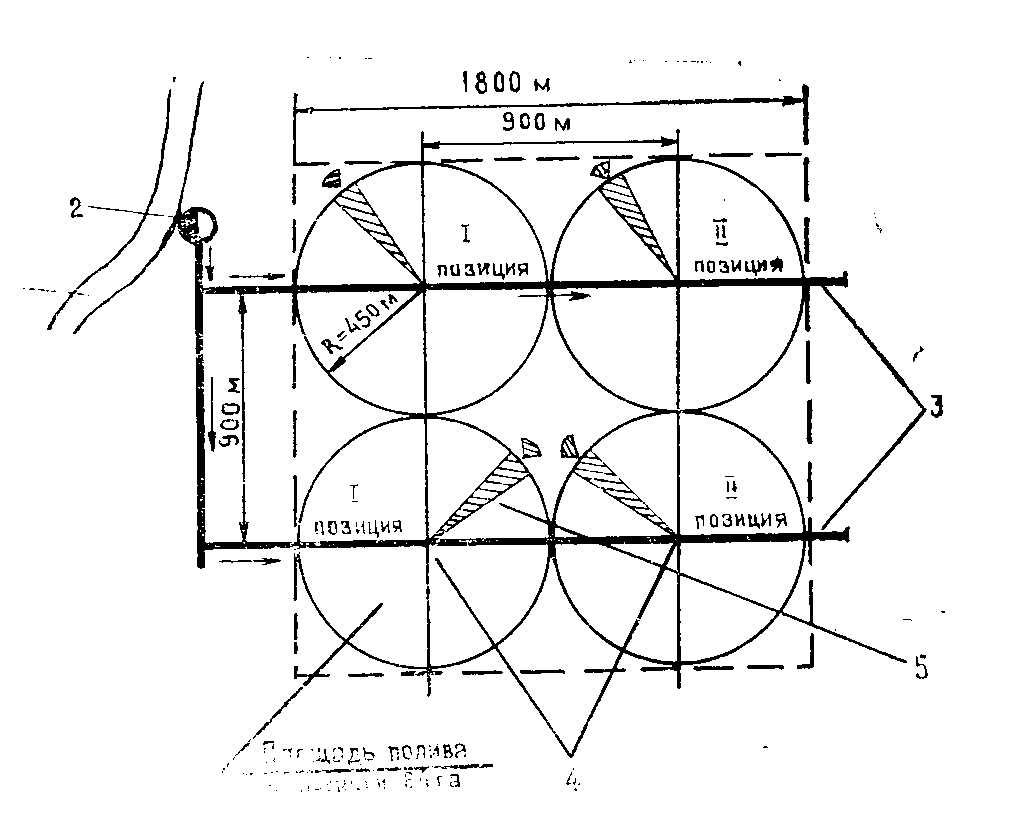 1800 м
900 м
2
I
позиция
II
позиция
R=450 м
900 м
3
I
позиция
II
позиция
5
Площадь полива
4